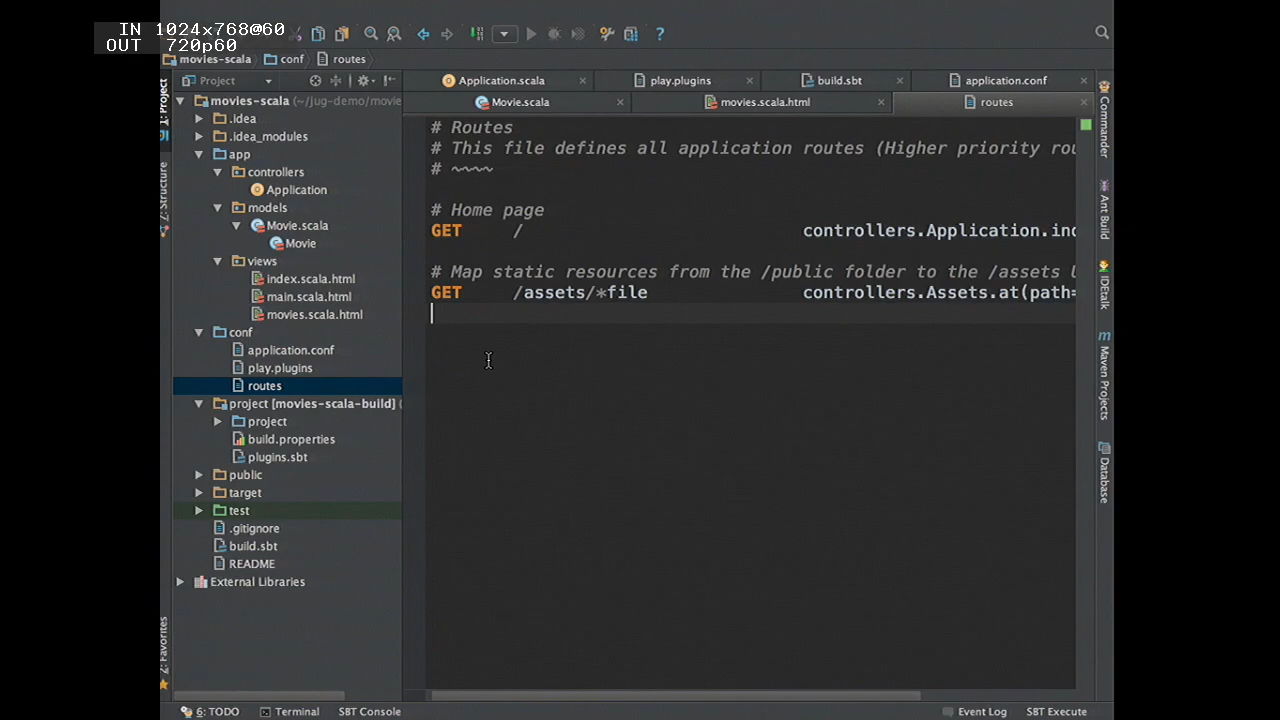 IN 1024x768@60
OUT 720p60
movies-scala conf routes
Project
Application.scala play.plugins build.sbt application.conf
Movie.scala movies.scala.html routes
1: Project
Z: Structure
2: Favorites
movies-scala (~/jug-demo/movie
.idea
.idea_modules
app
controllers
Application
models
Movie.scala
Movie
views
index.scala.html
main.scala.html
movies.scala.html
conf
application.conf
play.plugins
routes
project [movies-scala-build] (
project
build.properties
plugins.sbt
public
target
test
.gitignore
build.sbt
README
External Libraries
# Routes
# This file defines all application routes (Higher priority rou
# ~~~~
# Home page
GET / controllers.Application.ind
# Map static resources from the /public folder to the /assets U
GET /assets/*file controllers.Assets.at(path=
Commander
Ant Build
IDEtalk
Maven Projects
Database
6: TODO Terminal SBT Console Event Log SBT Execute